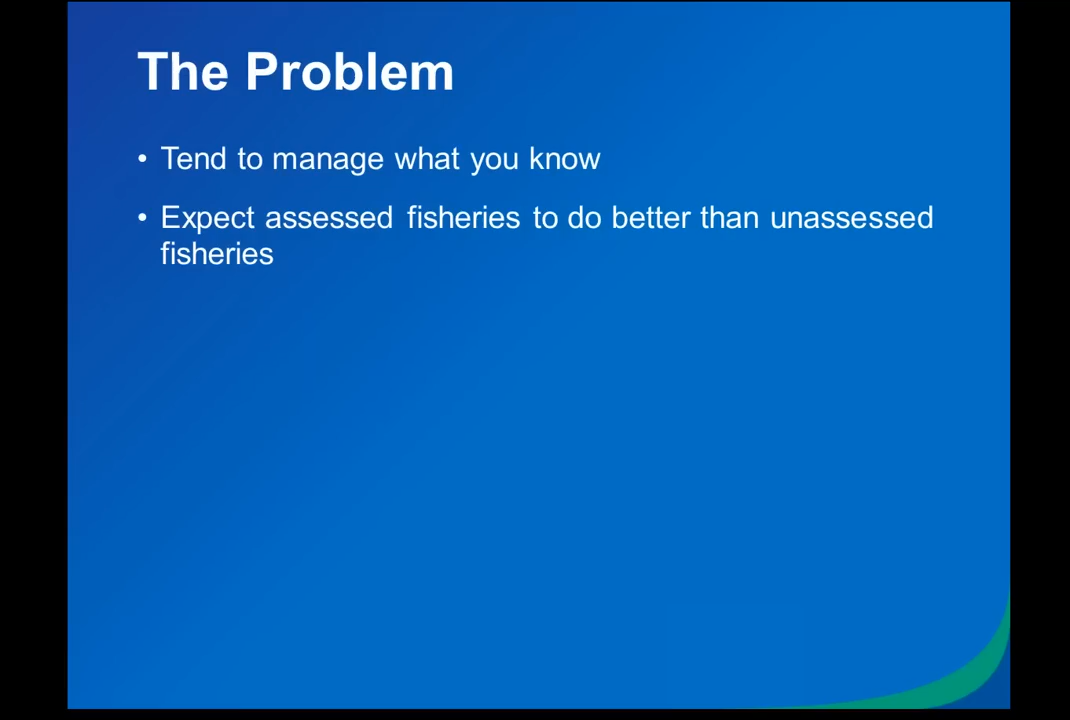 The Problem
• Tend to manage what you know
• Expect assessed fisheries to do better than unassessed
fisheries